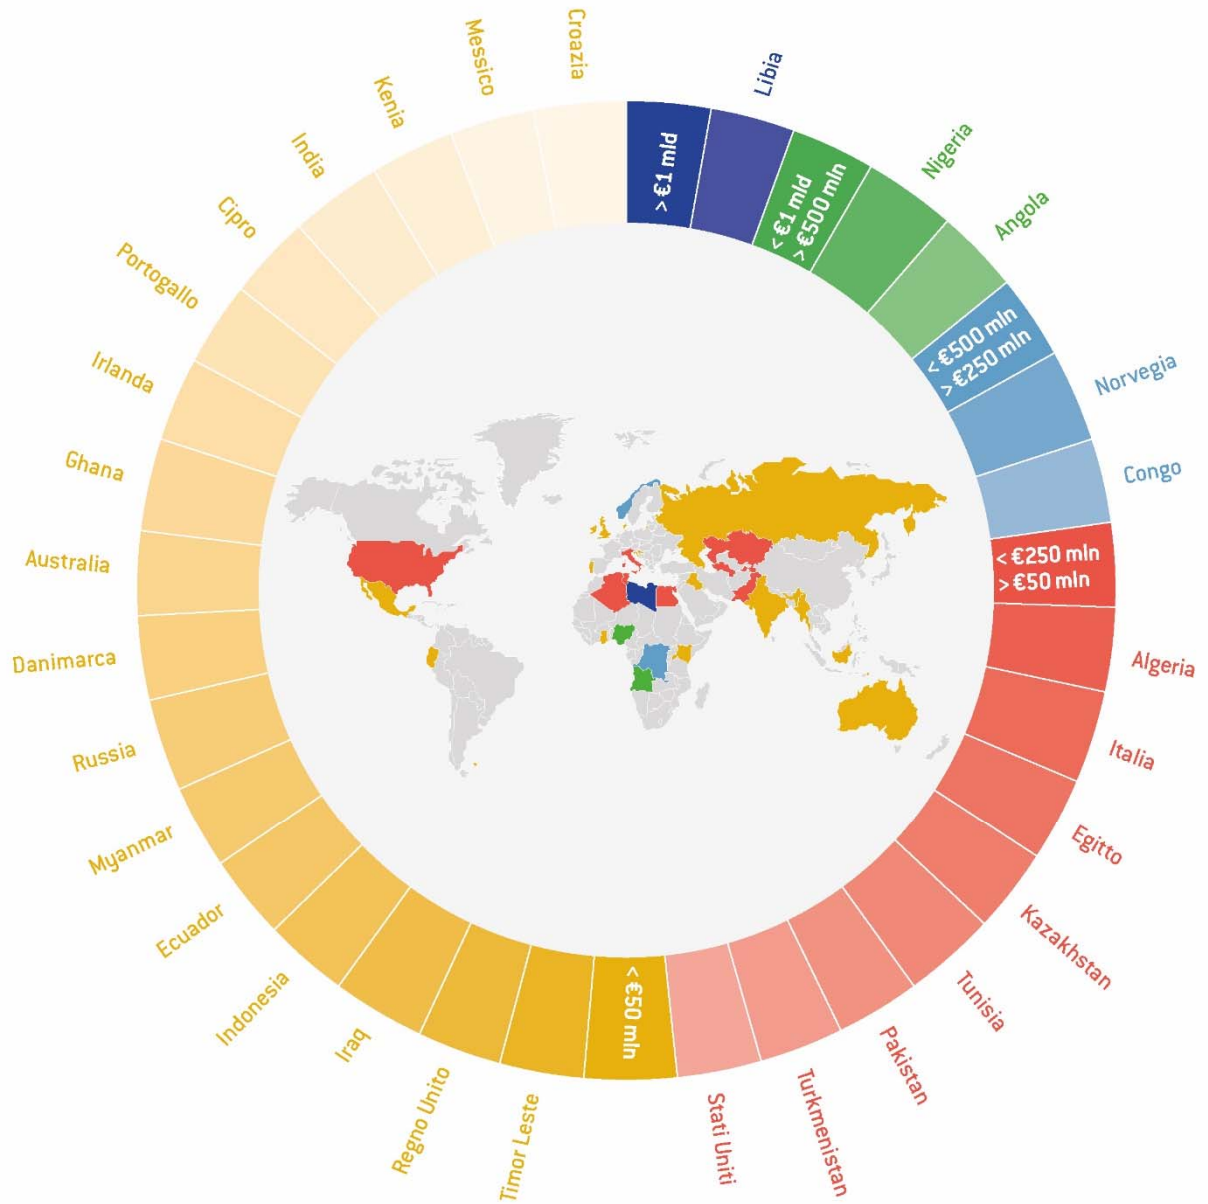 > €1 mld
Libia
< €1 mld
> €500 mln
Nigeria
Angola
< €500 mln
> €250 mln
Norvegia
Congo
< €250 mln
> €50 mln
Algeria
Italia
Egitto
Kazakhstan
Tunisia
Pakistan
Turkmenistan
Stati Uniti
< €50 mln
Timor Leste
Regno Unito
Iraq
Indonesia
Ecuador
Myanmar
Russia
Danimarca
Australia
Ghana
Irlanda
Portogallo
Cipro
India
Kenia
Messico
Croazia